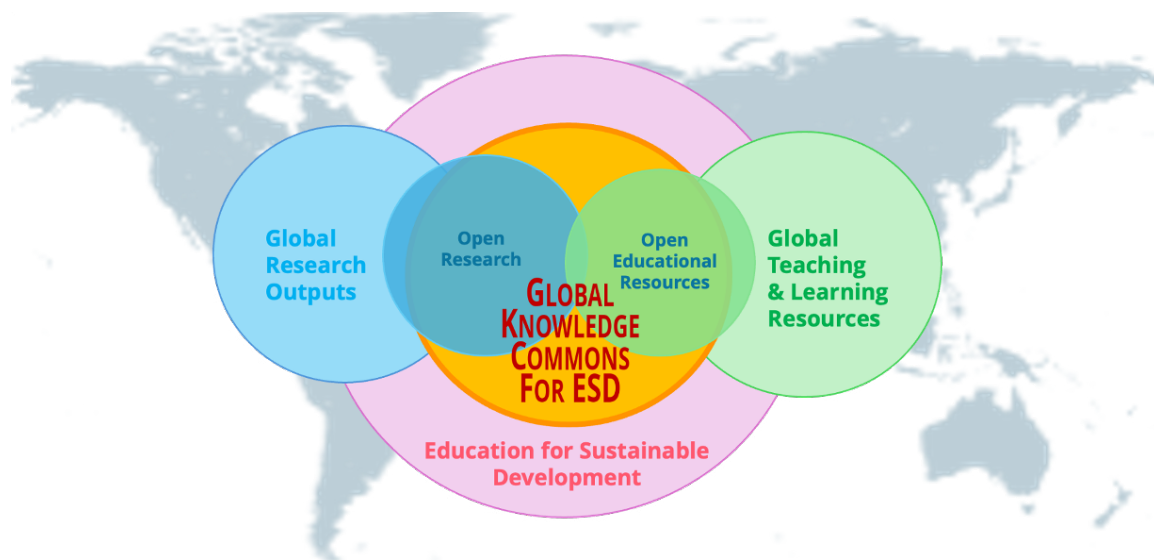 Global
Research
Outputs
Open
Research
Open
Educational
Resources
Global
Teaching
& Learning
Resources
GLOBAL
KNOWLEDGE
COMMONS
FOR ESD
Education for Sustainable
Development